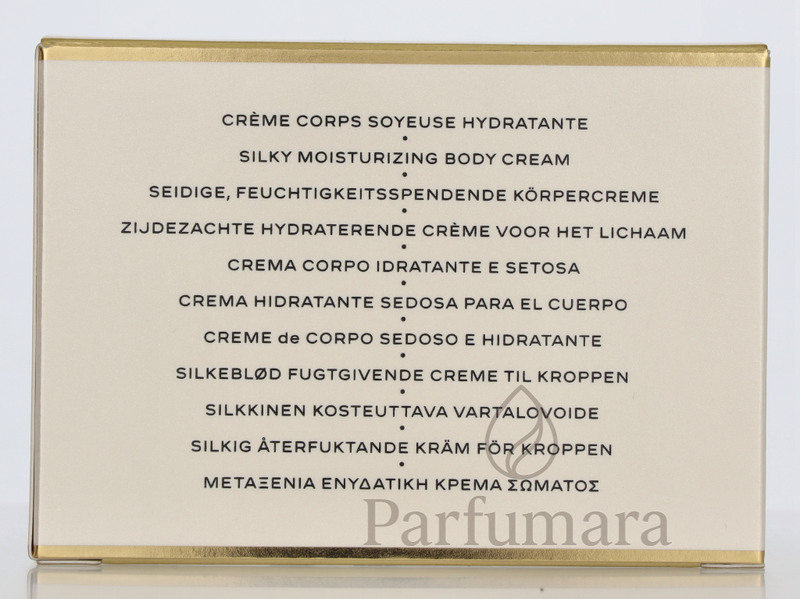 CRÈME CORPS SOYEUSE HYDRATANTE
•
SILKY MOISTURIZING BODY CREAM
•
SEIDIGE, FEUCHTIGKEITSSPENDENDE KÖRPERCREME
•
ZIJDEZACHTE HYDRATERENDE CRÈME VOOR HET LICHAAM
•
CREMA CORPO IDRATANTE E SETOSA
•
CREMA HIDRATANTE SEDOSA PARA EL CUERPO
•
CREME de CORPO SEDOSO E HIDRATANTE
•
SILKEBLØD FUGTGIVENDE CREME TIL KROPPEN
•
SILKKINEN KOSTEUTTAVA VARTALOVOIDE
•
SILKIG ÅTERFUKTANDE KRÄM FÖR KROPPEN
•
ΜΕΤΑΞΕΝΙΑ ΕΝΥΔΑΤΙΚΗ ΚΡΕΜΑ ΣΩΜΑΤΟΣ
Parfumara